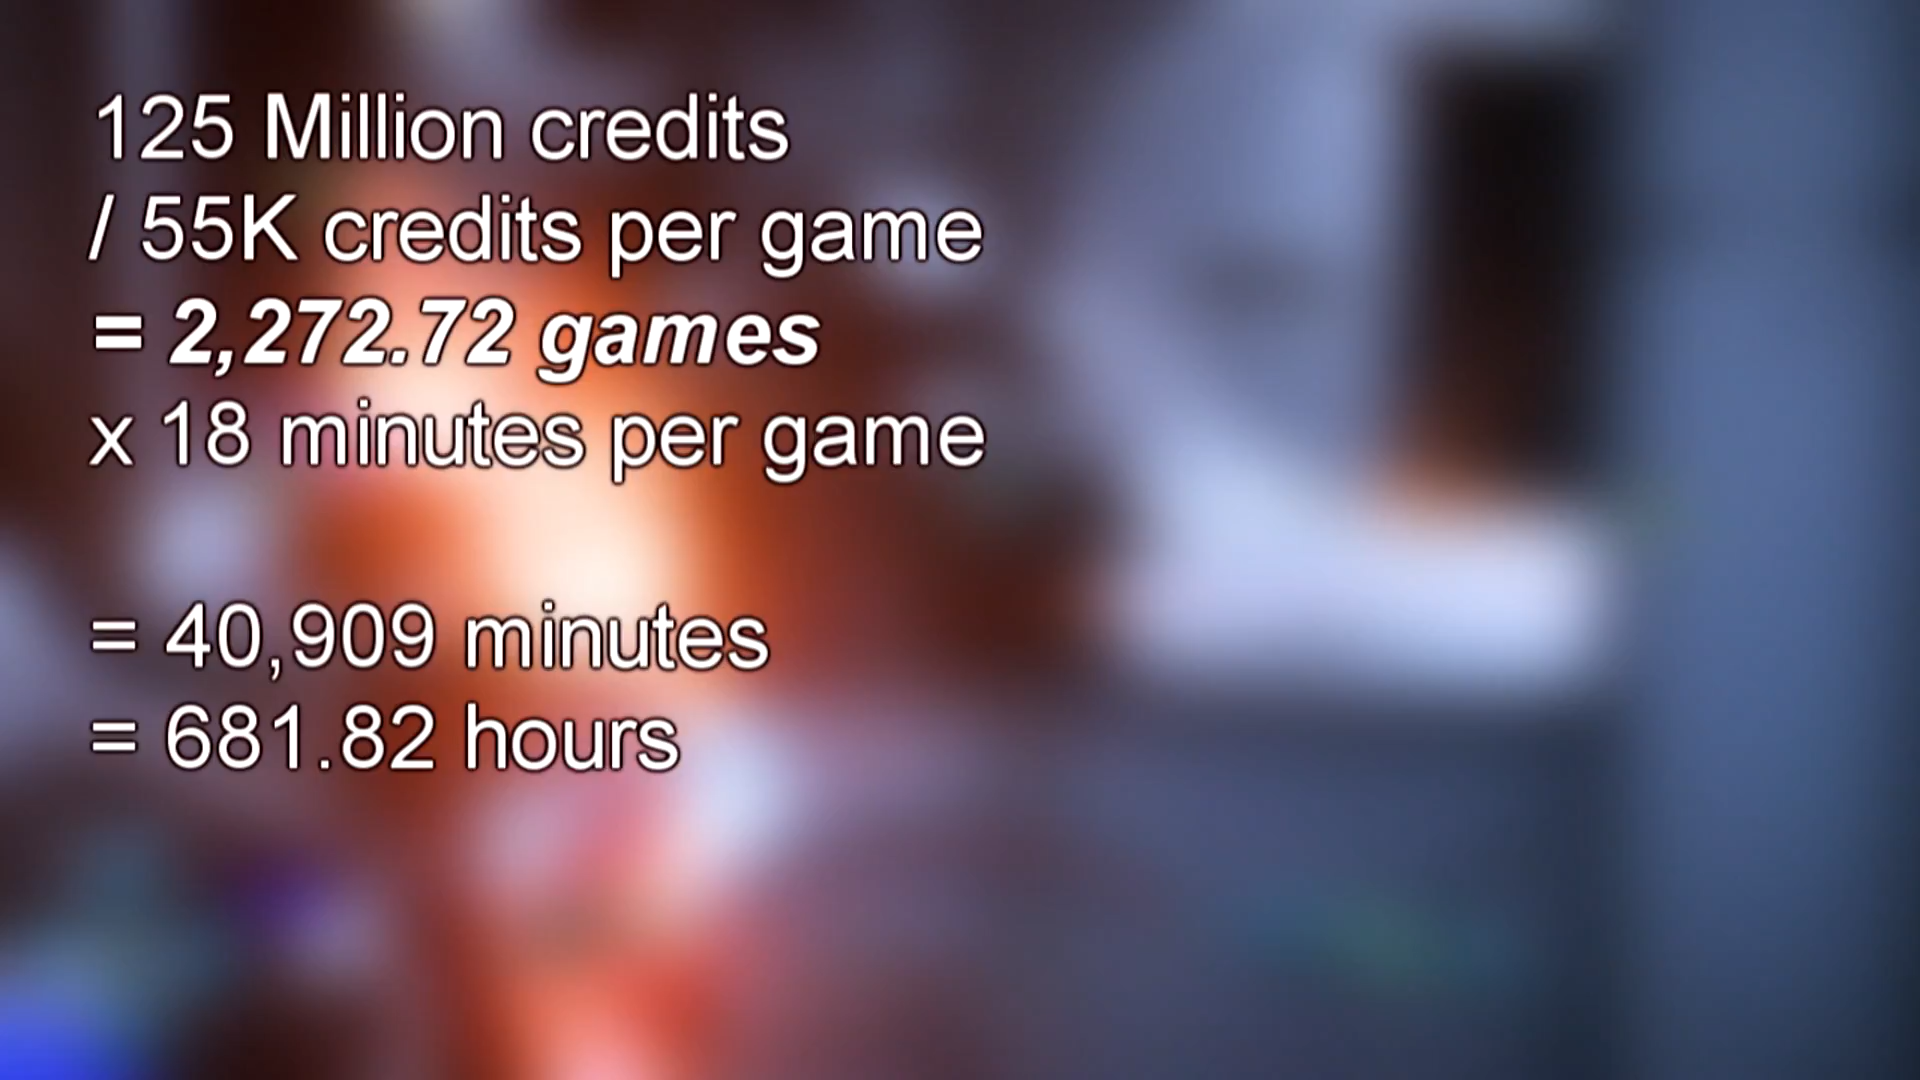 125 Million credits
/ 55K credits per game
= 2,272.72 games
x 18 minutes per game
= 40,909 minutes
= 681.82 hours